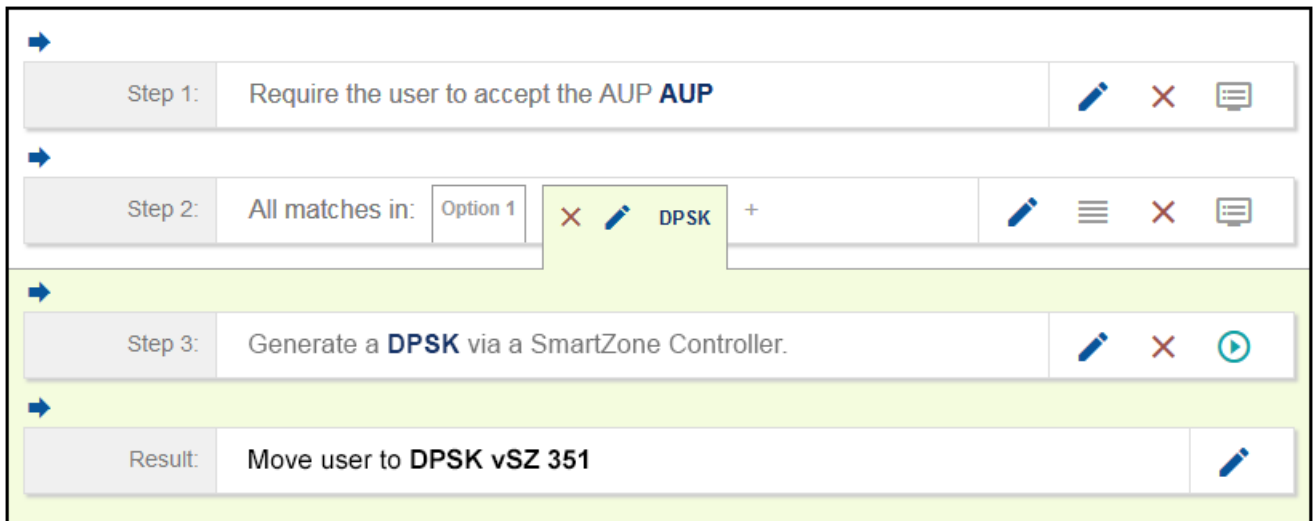 Step 1: Require the user to accept the AUP AUP
Step 2: All matches in: Option 1 DPSK +
Step 3: Generate a DPSK via a SmartZone Controller.
Result: Move user to DPSK vSZ 351